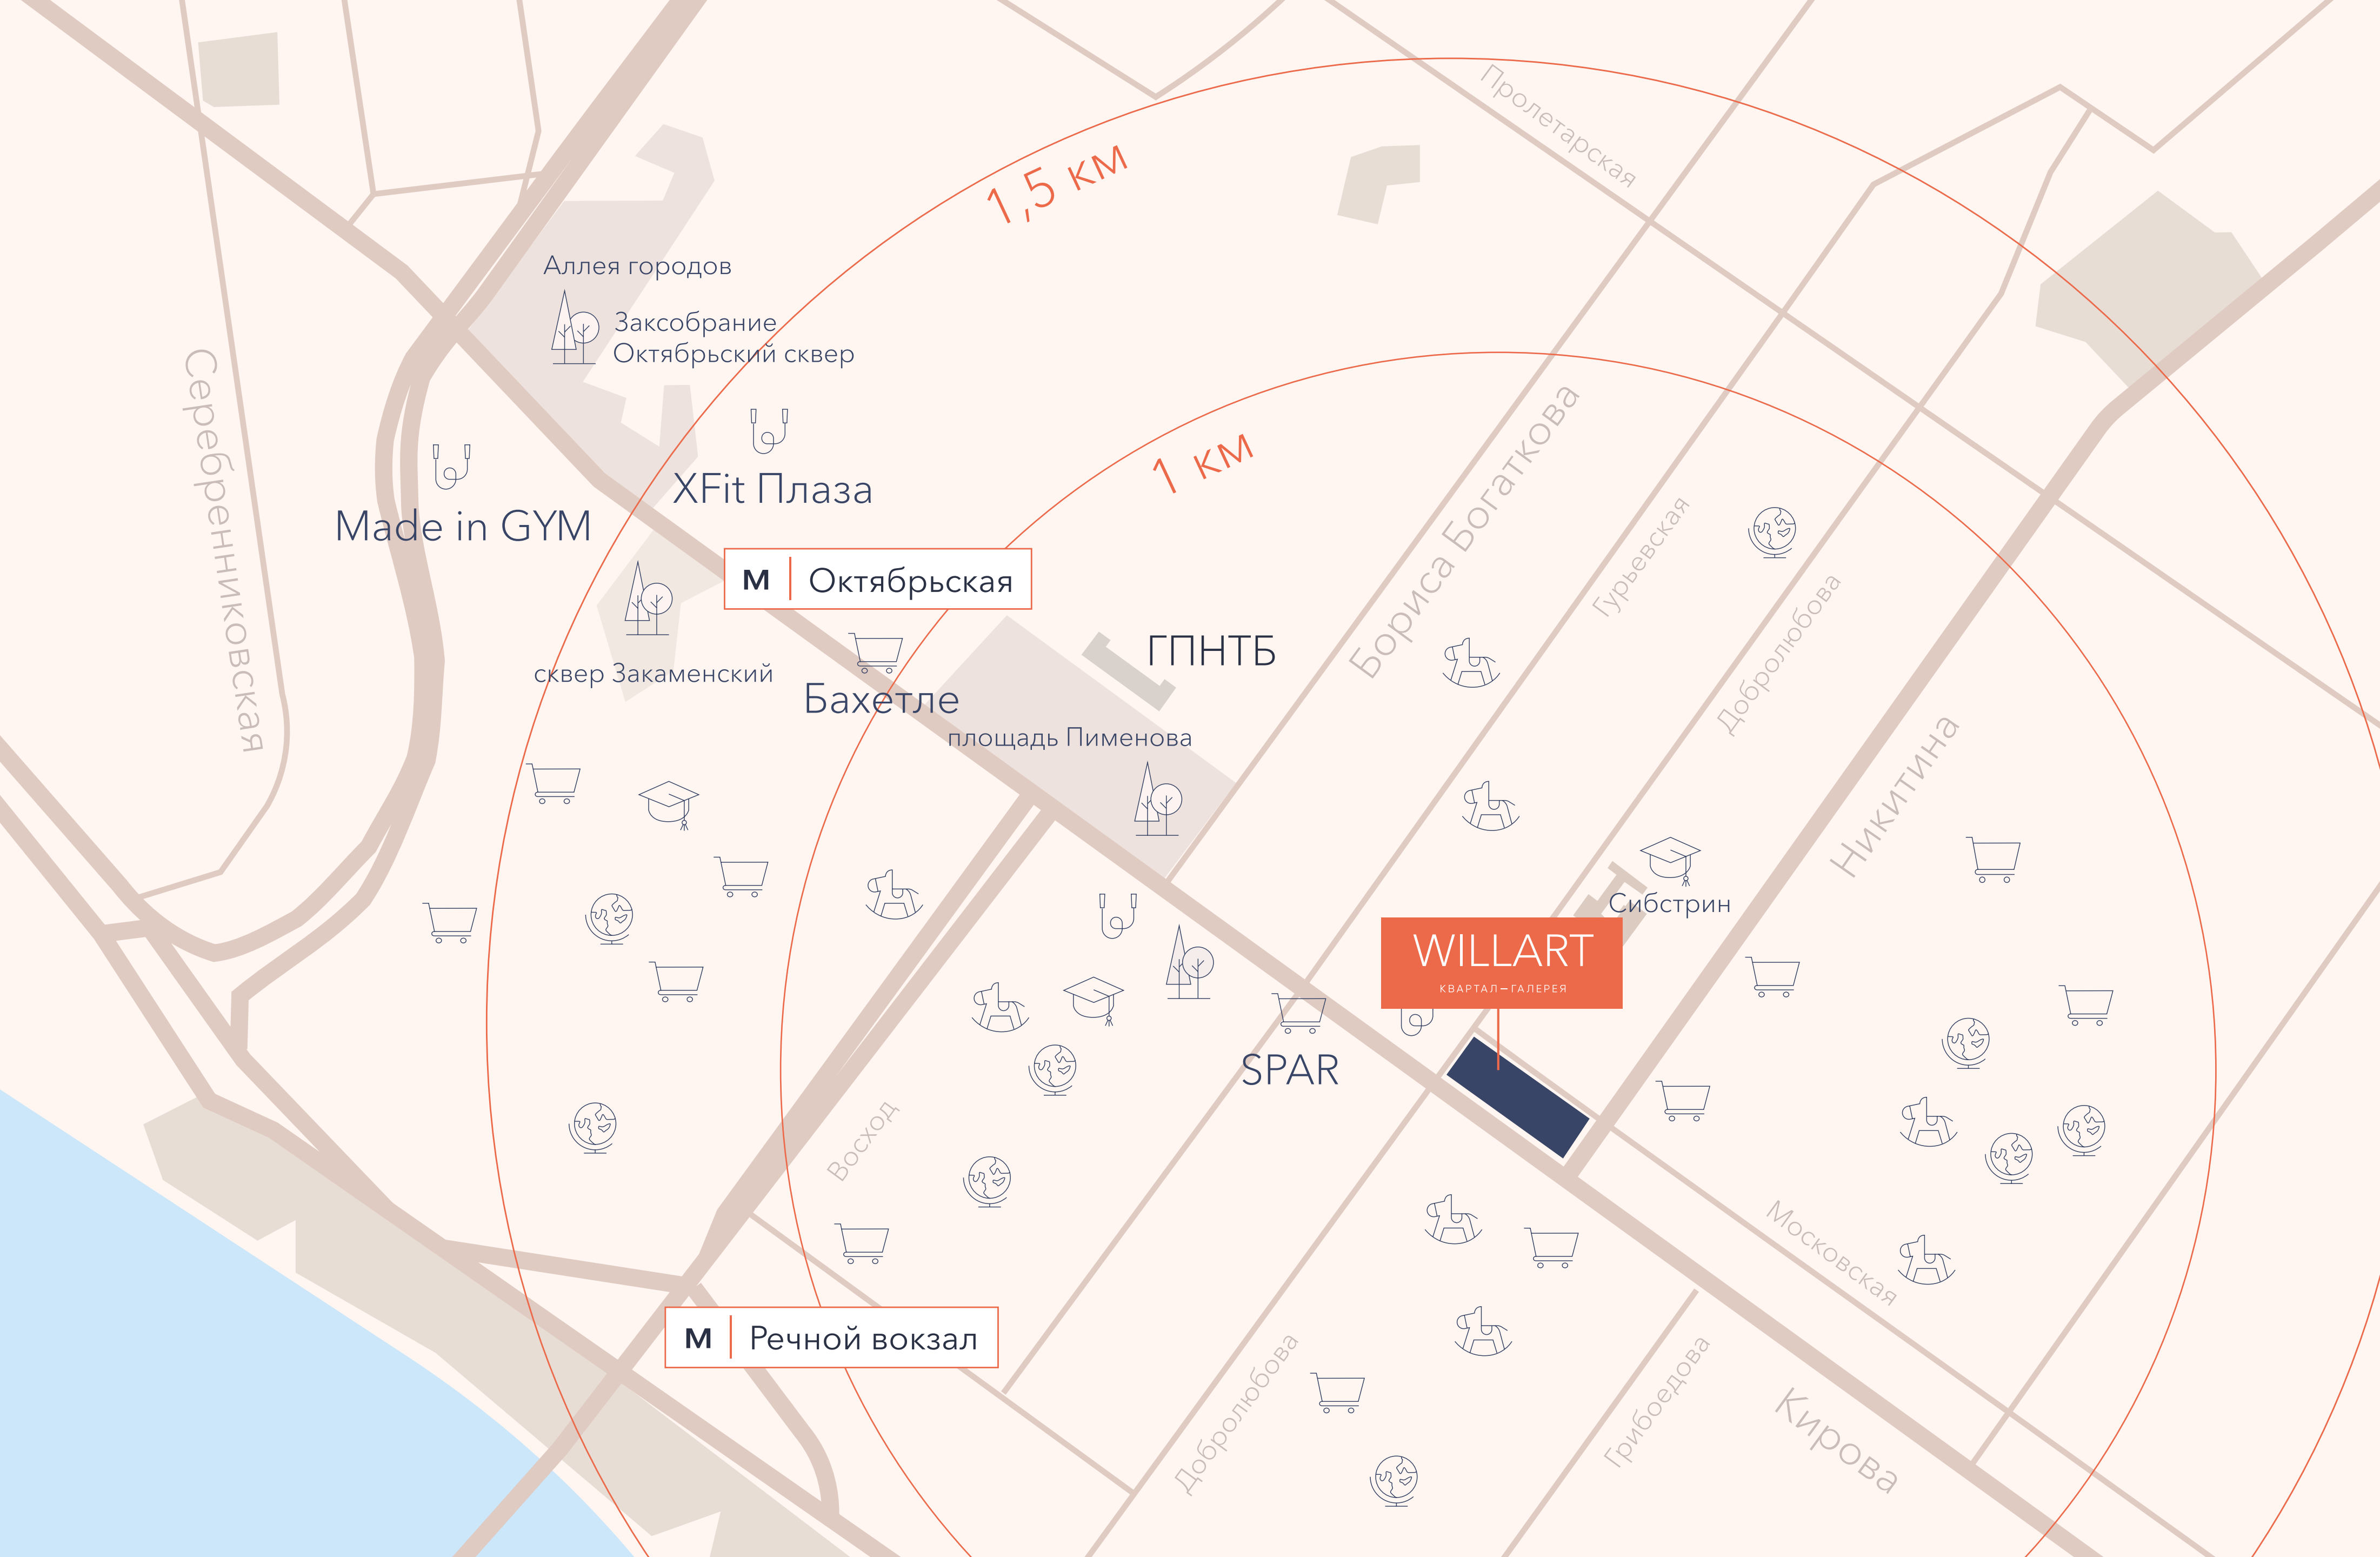 Пролетарская
1,5 км
Аллея городов
Заксобрание
Октябрьский сквер
Серебренниковская
XFit Плаза
Made in GYM
1 км
Бориса Богаткова
Гурьевская
Добролюбова
М | Октябрьская
ГПНТБ
сквер Закаменский
Бахетле
площадь Пименова
Никитина
Сибстрин
WILLART
КВАРТАЛ—ГАЛЕРЕЯ
SPAR
Восход
Московская
М | Речной вокзал
Добролюбова
Грибоедова
Кирова